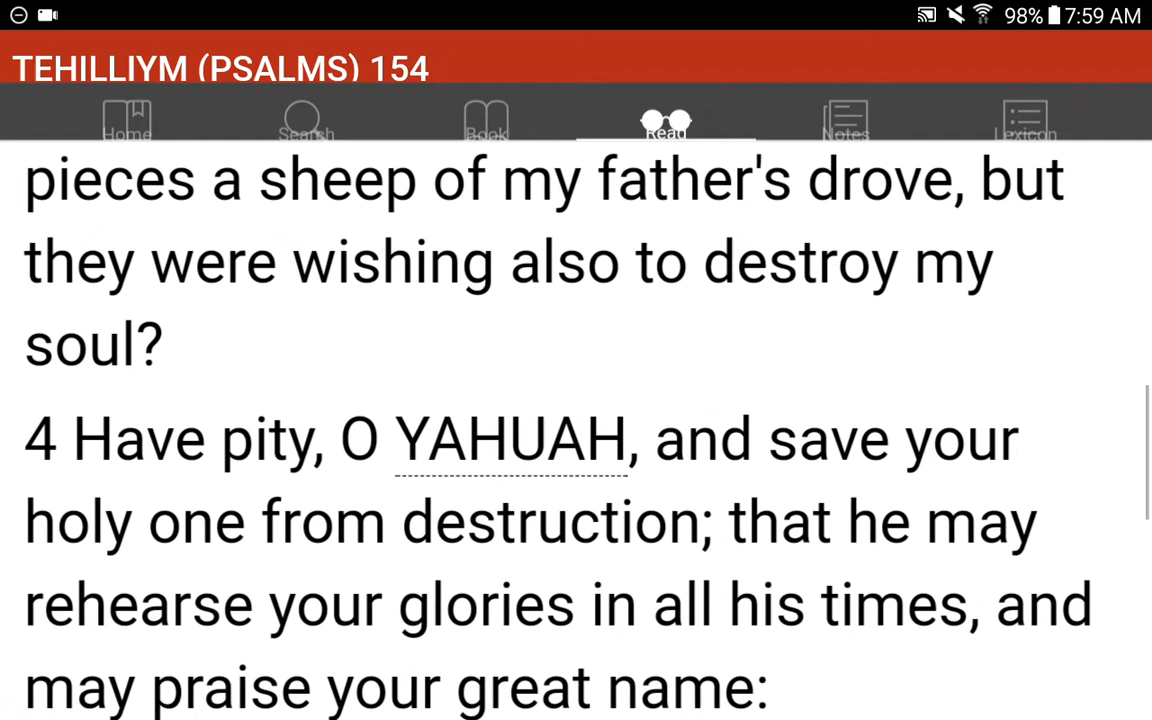 98% 7:59 AM
TEHILLIYM (PSALMS) 154
Home Search Book Read Notes Lexicon
pieces a sheep of my father's drove, but
they were wishing also to destroy my
soul?
4 Have pity, O YAHUAH, and save your
holy one from destruction; that he may
rehearse your glories in all his times, and
may praise your great name: